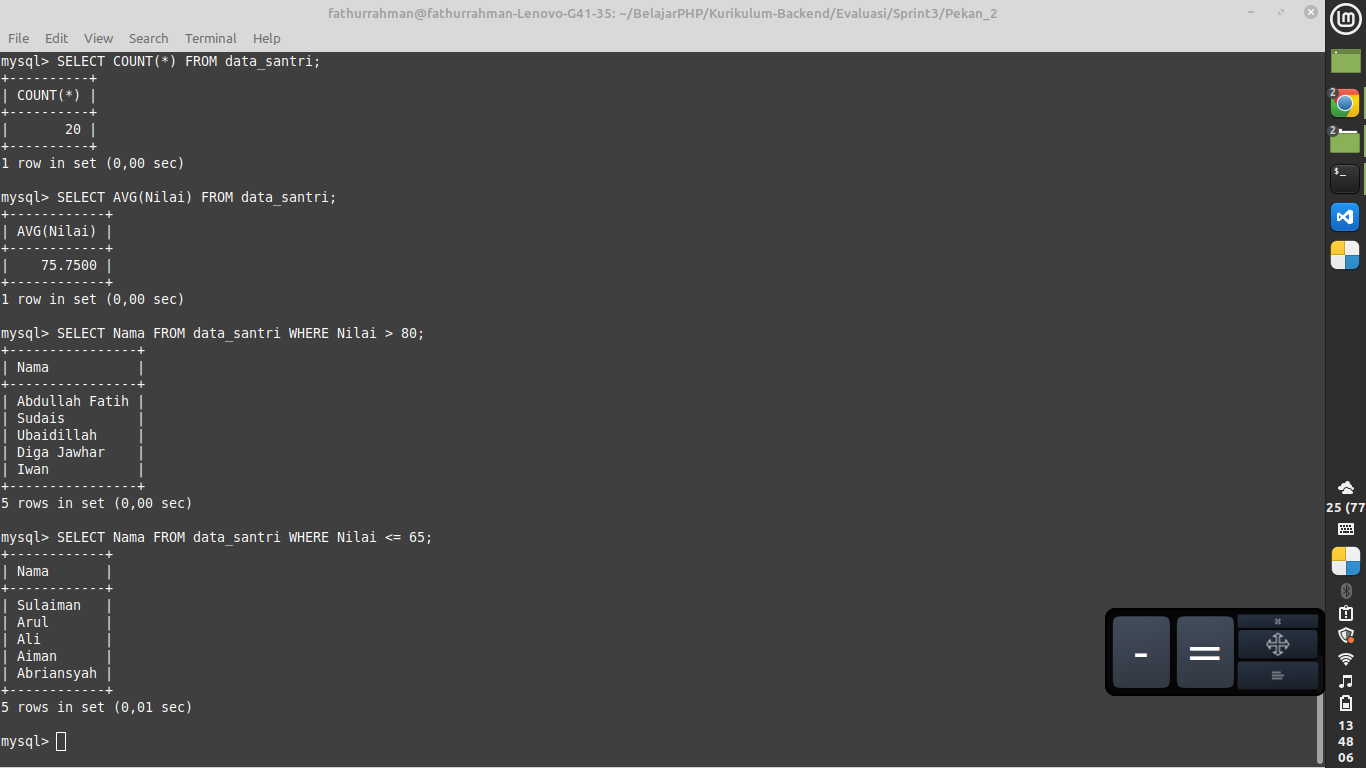 fathurrahman@fathurrahman-Lenovo-G41-35: ~/BelajarPHP/Kurikulum-Backend/Evaluasi/Sprint3/Pekan_2
File Edit View Search Terminal Help
mysql> SELECT COUNT(*) FROM data_santri;
+----------+
| COUNT(*) |
+----------+
|       20 |
+----------+
1 row in set (0,00 sec)

mysql> SELECT AVG(Nilai) FROM data_santri;
+------------+
| AVG(Nilai) |
+------------+
|    75.7500 |
+------------+
1 row in set (0,00 sec)

mysql> SELECT Nama FROM data_santri WHERE Nilai > 80;
+----------------+
| Nama           |
+----------------+
| Abdullah Fatih |
| Sudais         |
| Ubaidillah     |
| Diga Jawhar    |
| Iwan           |
+----------------+
5 rows in set (0,00 sec)

mysql> SELECT Nama FROM data_santri WHERE Nilai <= 65;
+------------+
| Nama       |
+------------+
| Sulaiman   |
| Arul       |
| Ali        |
| Aiman      |
| Abriansyah |
+------------+
5 rows in set (0,01 sec)

mysql>
- =
2
2
$_
25 (77
13
48
06